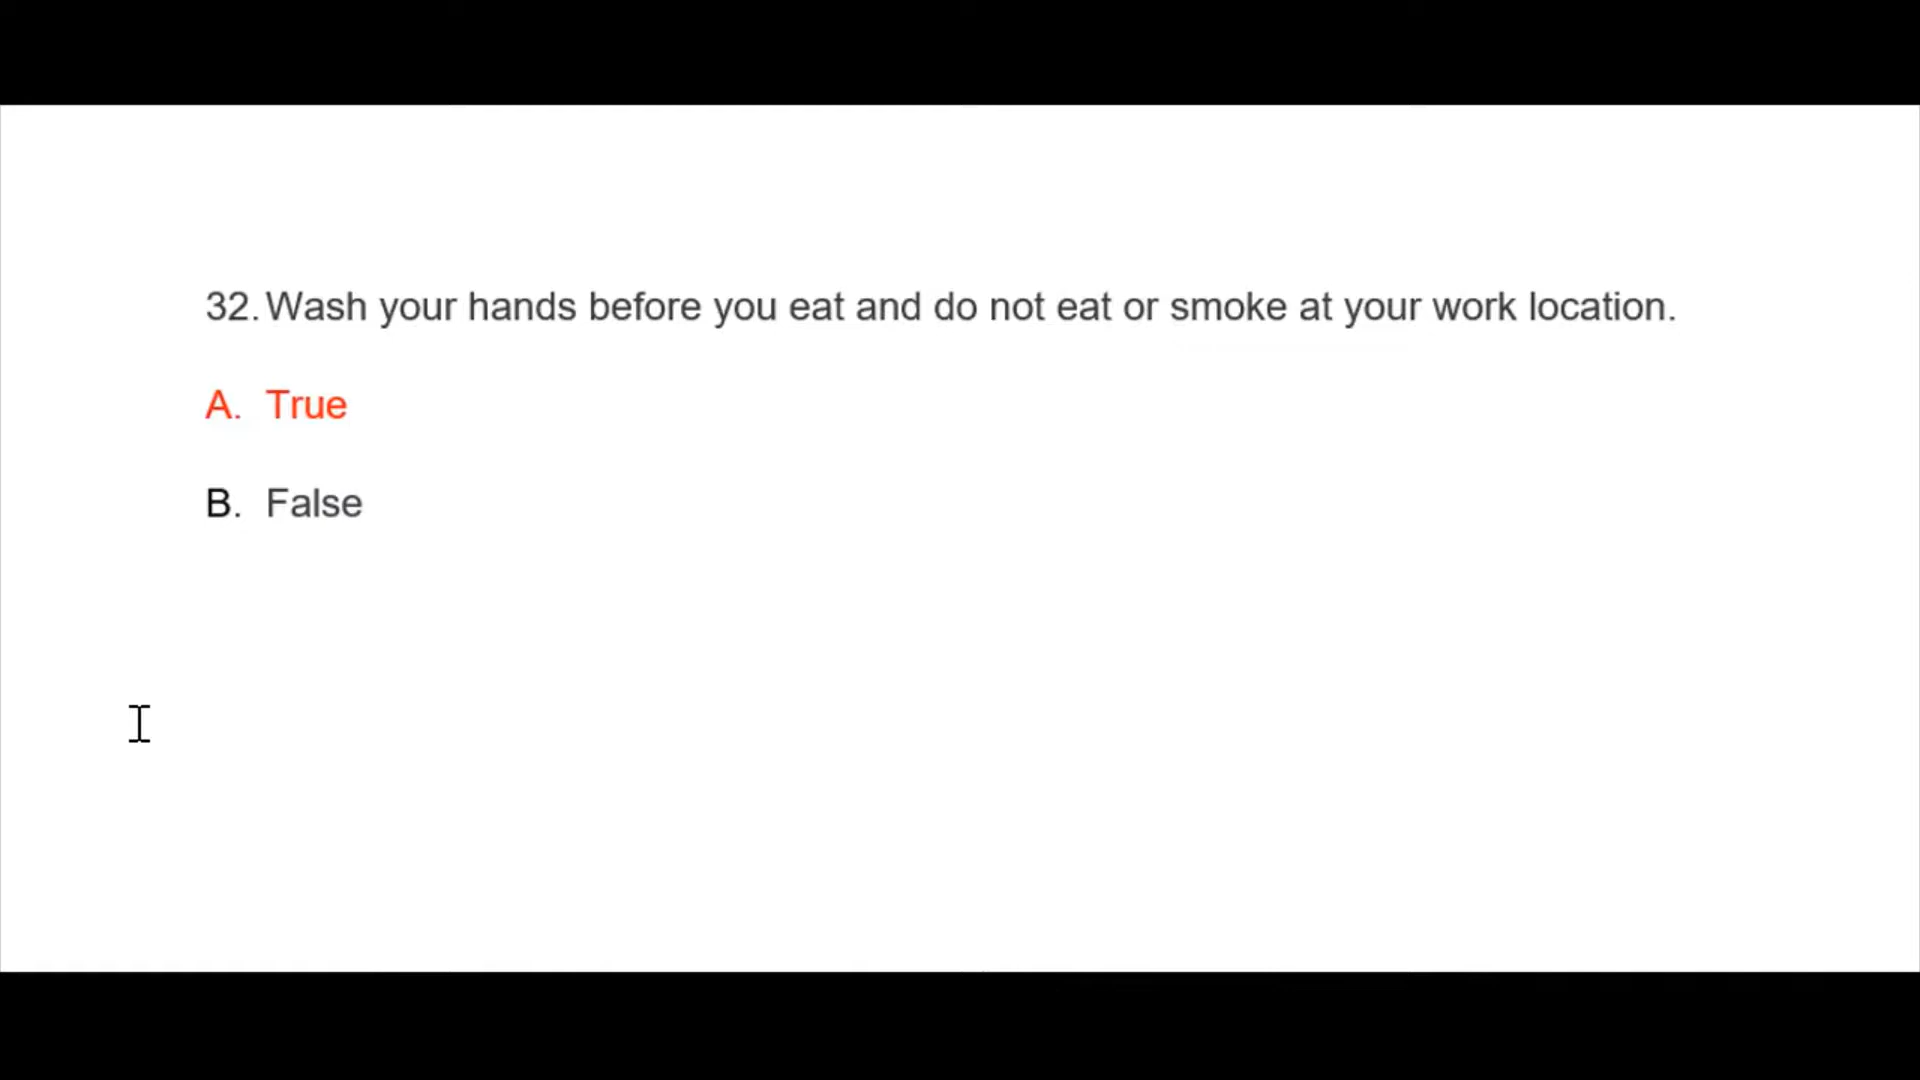 32. Wash your hands before you eat and do not eat or smoke at your work location.
A. True
B. False